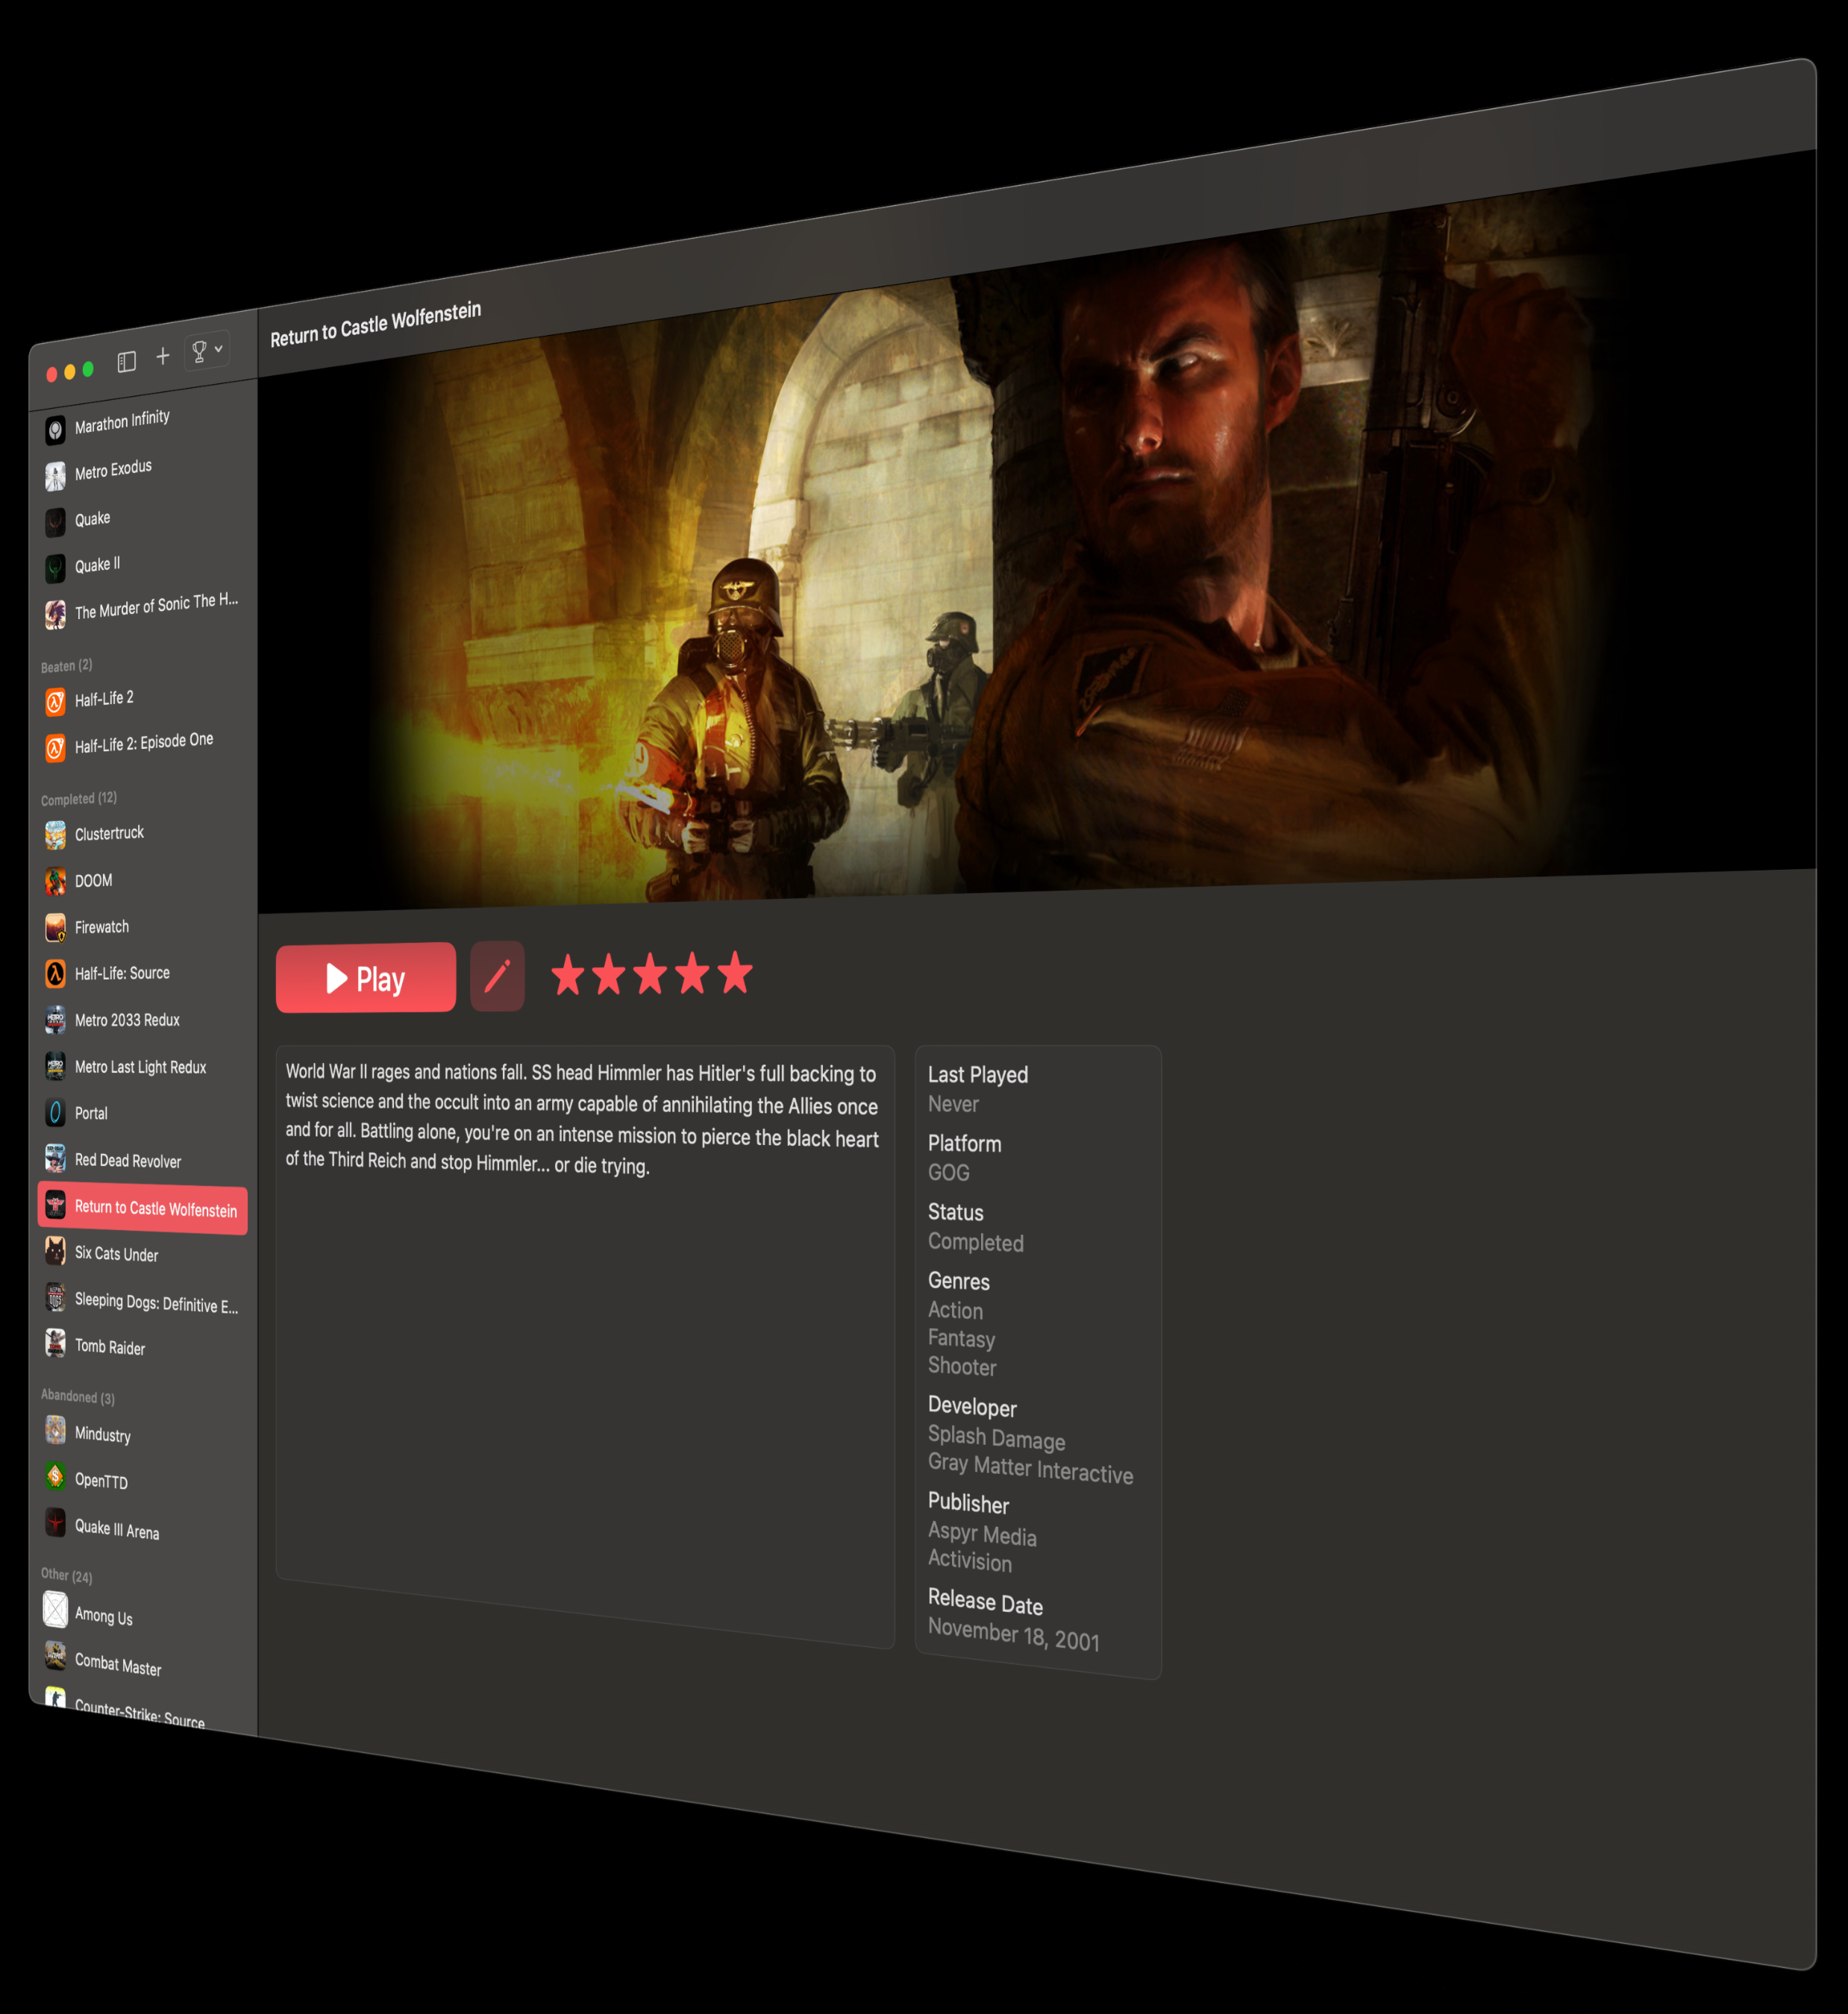 Return to Castle Wolfenstein
Marathon Infinity
Metro Exodus
Quake
Quake II
The Murder of Sonic The H...
Beaten (2)
Half-Life 2
Half-Life 2: Episode One
Completed (12)
Clustertruck
DOOM
Firewatch
Half-Life: Source
Metro 2033 Redux
Metro Last Light Redux
Portal
Red Dead Revolver
Return to Castle Wolfenstein
Six Cats Under
Sleeping Dogs: Definitive E...
Tomb Raider
Abandoned (3)
Mindustry
OpenTTD
Quake III Arena
Other (24)
Among Us
Combat Master
Counter-Strike: Source
Play
World War II rages and nations fall. SS head Himmler has Hitler's full backing to
twist science and the occult into an army capable of annihilating the Allies once
and for all. Battling alone, you're on an intense mission to pierce the black heart
of the Third Reich and stop Himmler... or die trying.
Last Played
Never
Platform
GOG
Status
Completed
Genres
Action
Fantasy
Shooter
Developer
Splash Damage
Gray Matter Interactive
Publisher
Aspyr Media
Activision
Release Date
November 18, 2001